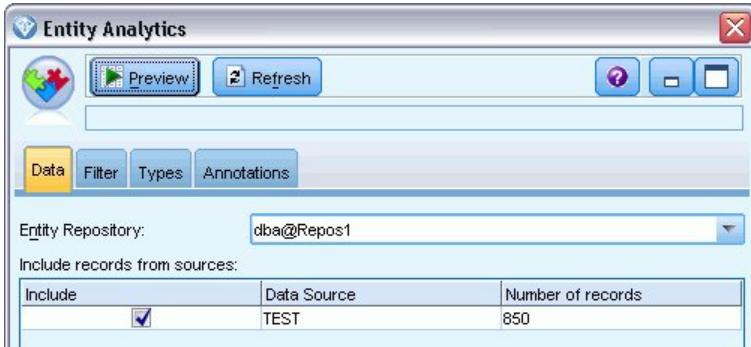 Entity Analytics
Preview Refresh
Data Filter Types Annotations
Entity Repository: dba@Repos1
Include records from sources:
Include Data Source Number of records
TEST 850